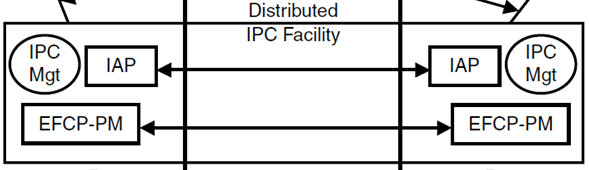 Distributed
IPC Facility
IPC
Mgt
IAP
IAP
IPC
Mgt
EFCP-PM
EFCP-PM